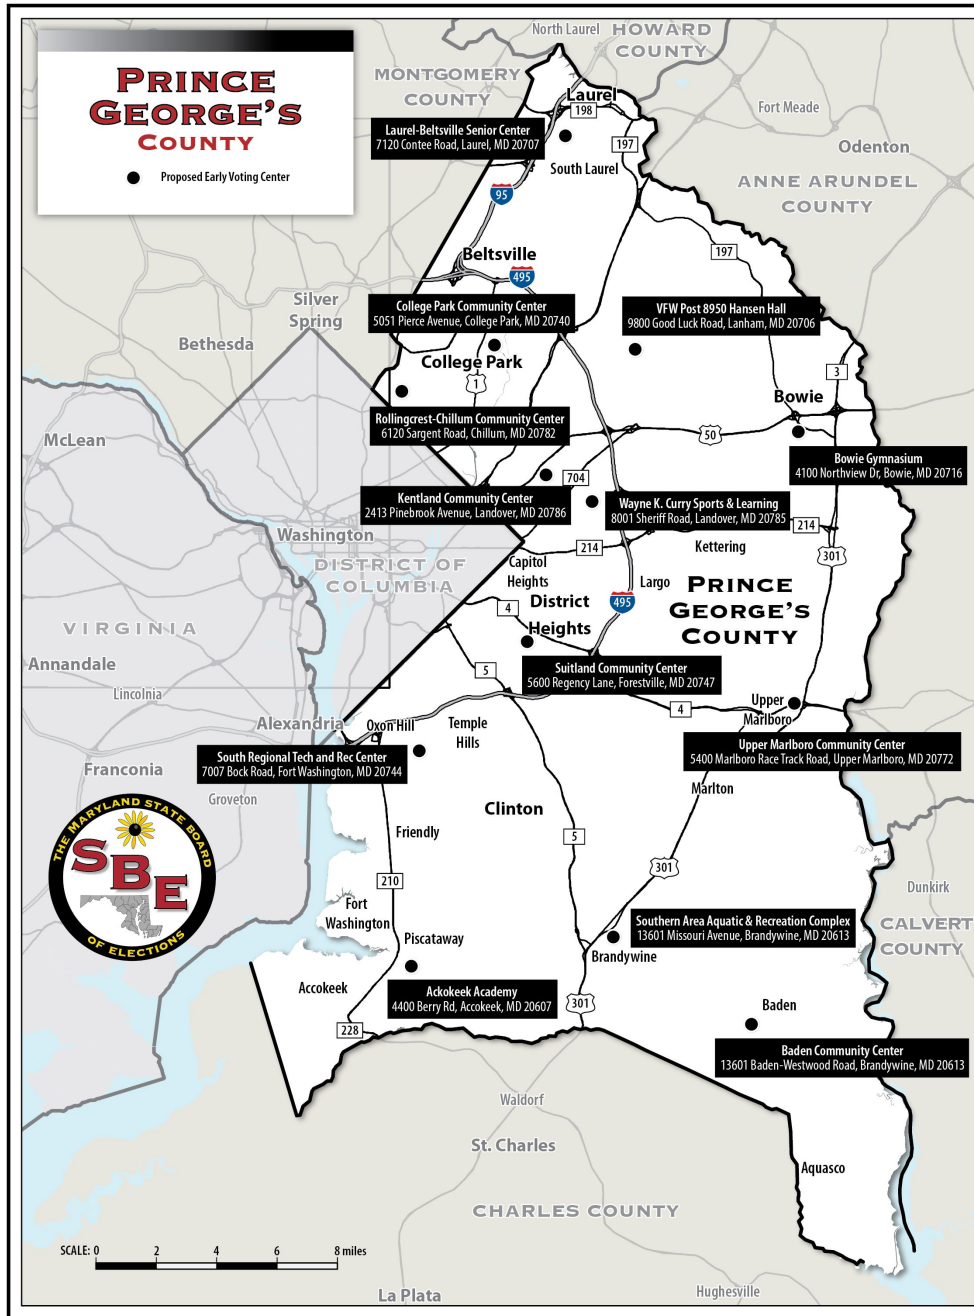 PRINCE
GEORGE'S
COUNTY
Proposed Early Voting Center
North Laurel
HOWARD
COUNTY
MONTGOMERY
COUNTY
Laurel
198
Fort Meade
Laurel-Beltsville Senior Center
7120 Contee Road, Laurel, MD 20707
197
Odenton
South Laurel
ANNE ARUNDEL
COUNTY
95
Beltsville
197
495
Silver
Spring
College Park Community Center
5051 Pierce Avenue, College Park, MD 20740
VFW Post 8950 Hansen Hall
9800 Good Luck Road, Lanham, MD 20706
Bethesda
College Park
1
3
Bowie
Rollingcrest-Chillum Community Center
6120 Sargent Road, Chillum, MD 20782
50
McLean
Bowie Gymnasium
4100 Northview Dr, Bowie, MD 20716
704
Kentland Community Center
2413 Pinebrook Avenue, Landover, MD 20786
Wayne K. Curry Sports & Learning
8001 Sheriff Road, Landover, MD 20785
214
Washington
214
Kettering
301
DISTRICT OF
COLUMBIA
Capitol
Heights
Largo
PRINCE
GEORGE'S
COUNTY
District
Heights
495
4
VIRGINIA
Annandale
Suitland Community Center
5600 Regency Lane, Forestville, MD 20747
5
Lincolnia
Upper
Marlboro
4
Alexandria
Oxon Hill
Temple
Hills
Upper Marlboro Community Center
5400 Marlboro Race Track Road, Upper Marlboro, MD 20772
South Regional Tech and Rec Center
7007 Bock Road, Fort Washington, MD 20744
Franconia
Groveton
Marlton
Clinton
THE MARYLAND STATE BOARD
SBE
OF ELECTIONS
Friendly
5
301
210
Dunkirk
Fort
Washington
Southern Area Aquatic & Recreation Complex
13601 Missouri Avenue, Brandywine, MD 20613
CALVERT
COUNTY
Piscataway
Brandywine
Accokeek
Ackokeek Academy
4400 Berry Rd, Accokeek, MD 20607
301
Baden
228
Baden Community Center
13601 Baden-Westwood Road, Brandywine, MD 20613
Waldorf
St. Charles
Aquasco
CHARLES COUNTY
SCALE: 0 2 4 6 8 miles
La Plata
Hughesville